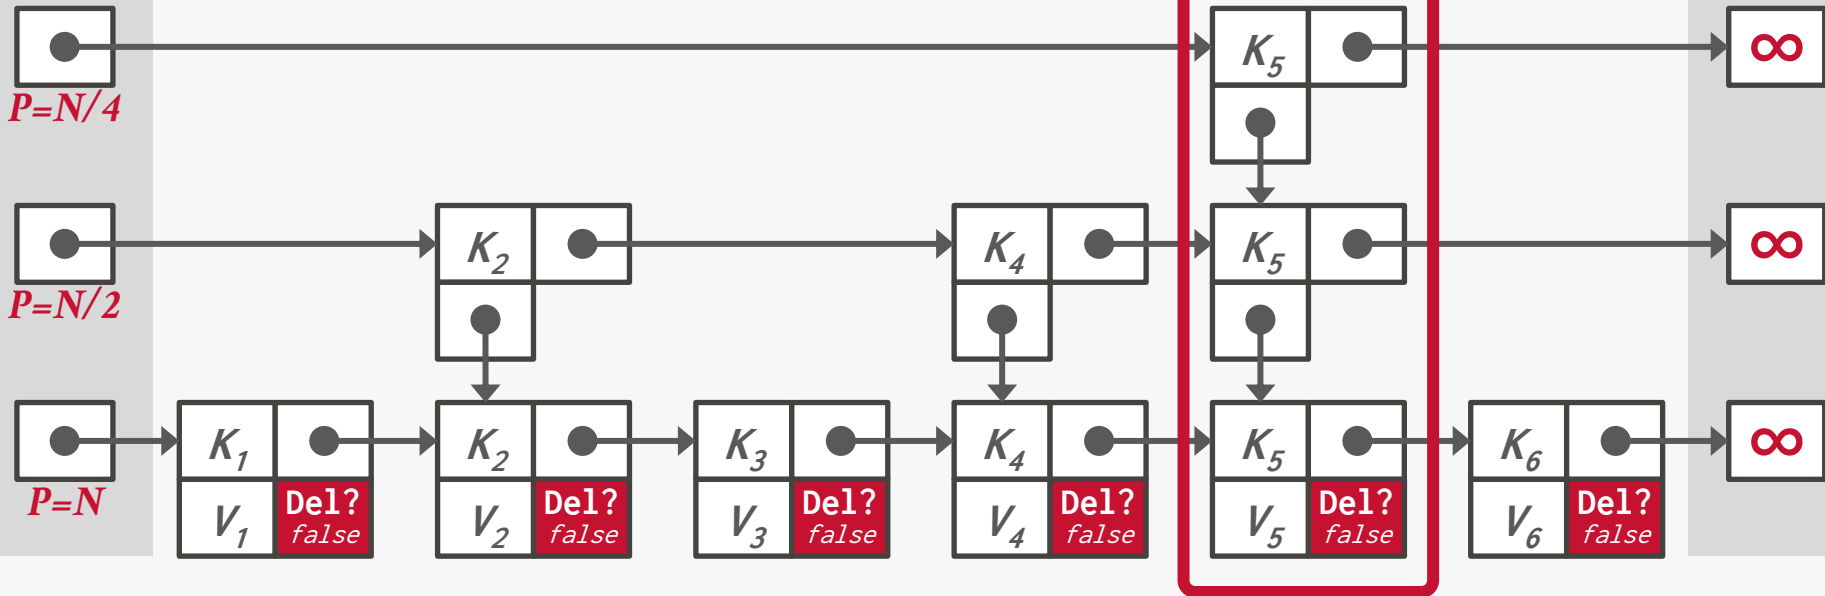 K5 ∞
P=N/4
K2 K4 K5 ∞
P=N/2
K1 K2 K3 K4 K5 K6 ∞
P=N
V1 Del? false V2 Del? false V3 Del? false V4 Del? false V5 Del? false V6 Del? false